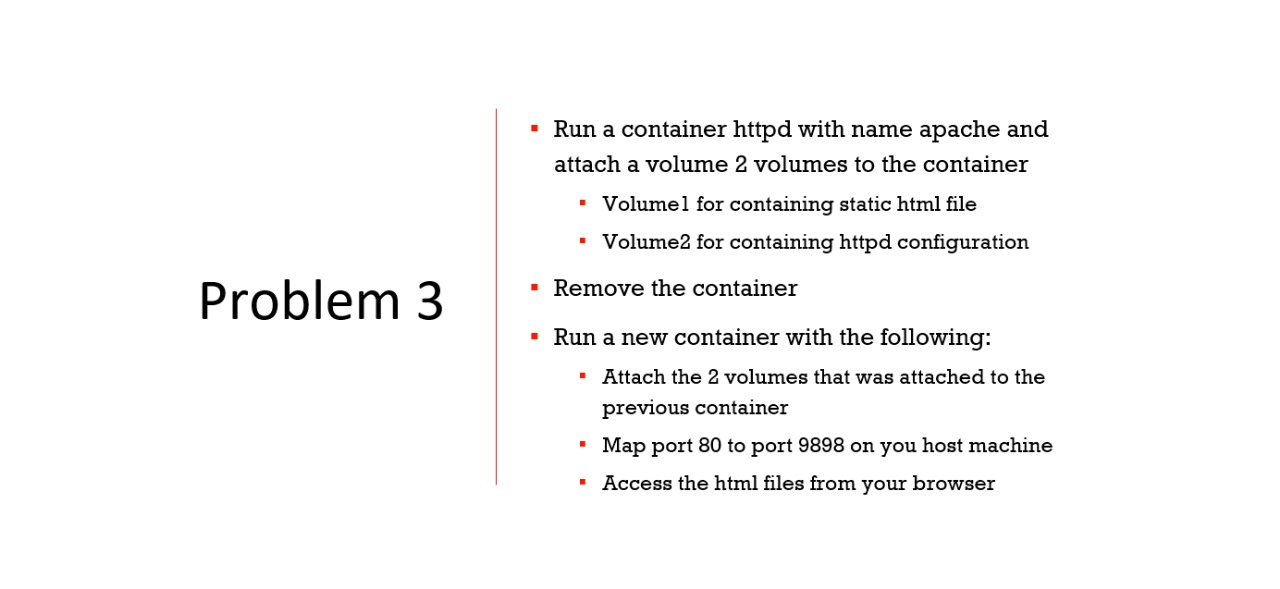 Problem 3
Run a container httpd with name apache and
attach a volume 2 volumes to the container
Volume1 for containing static html file
Volume2 for containing httpd configuration
Remove the container
Run a new container with the following:
Attach the 2 volumes that was attached to the
previous container
Map port 80 to port 9898 on you host machine
Access the html files from your browser